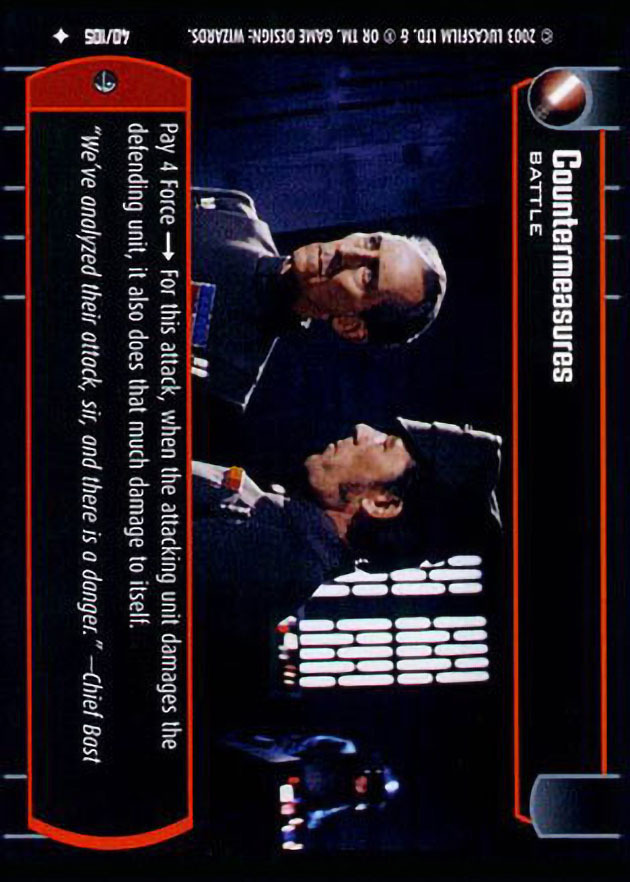 Countermeasures
BATTLE
Pay 4 Force → For this attack, when the attacking unit damages the
defending unit, it also does that much damage to itself.
"We've analyzed their attack, sir, and there is a danger." —Chief Bast
© 2003 LUCASFILM LTD. & ® OR TM. GAME DESIGN: WIZARDS.
40/105